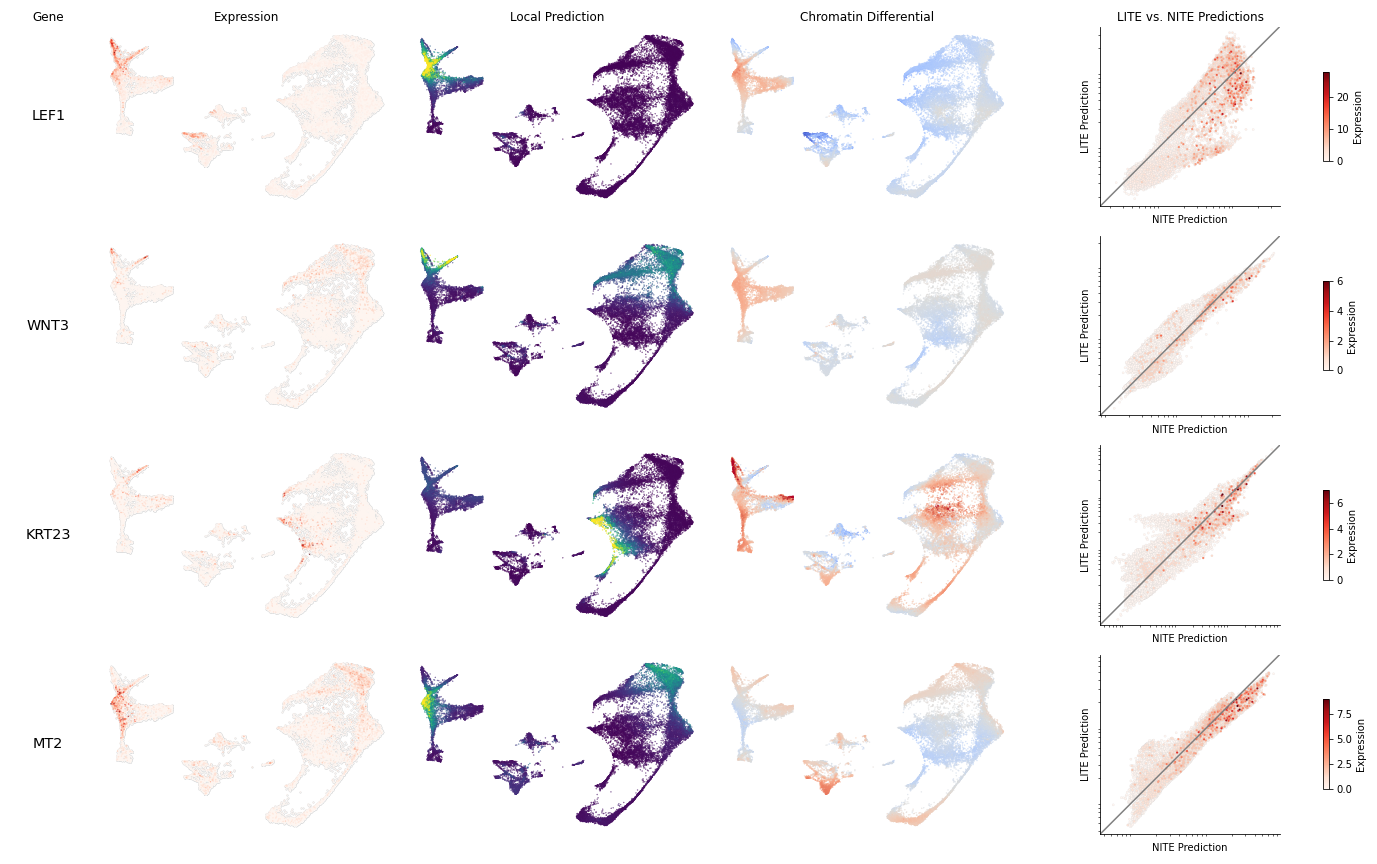 Gene Expression Local Prediction Chromatin Differential LITE vs. NITE Predictions
LEF1
LITE Prediction
NITE Prediction
20
10
0
Expression
WNT3
LITE Prediction
NITE Prediction
6
4
2
0
Expression
KRT23
LITE Prediction
NITE Prediction
6
4
2
0
Expression
MT2
LITE Prediction
NITE Prediction
7.5
5.0
2.5
0.0
Expression